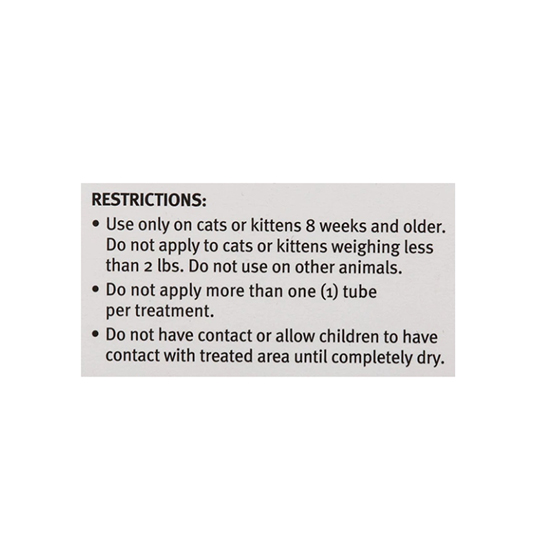 RESTRICTIONS:
• Use only on cats or kittens 8 weeks and older.
Do not apply to cats or kittens weighing less
than 2 lbs. Do not use on other animals.
• Do not apply more than one (1) tube
per treatment.
• Do not have contact or allow children to have
contact with treated area until completely dry.